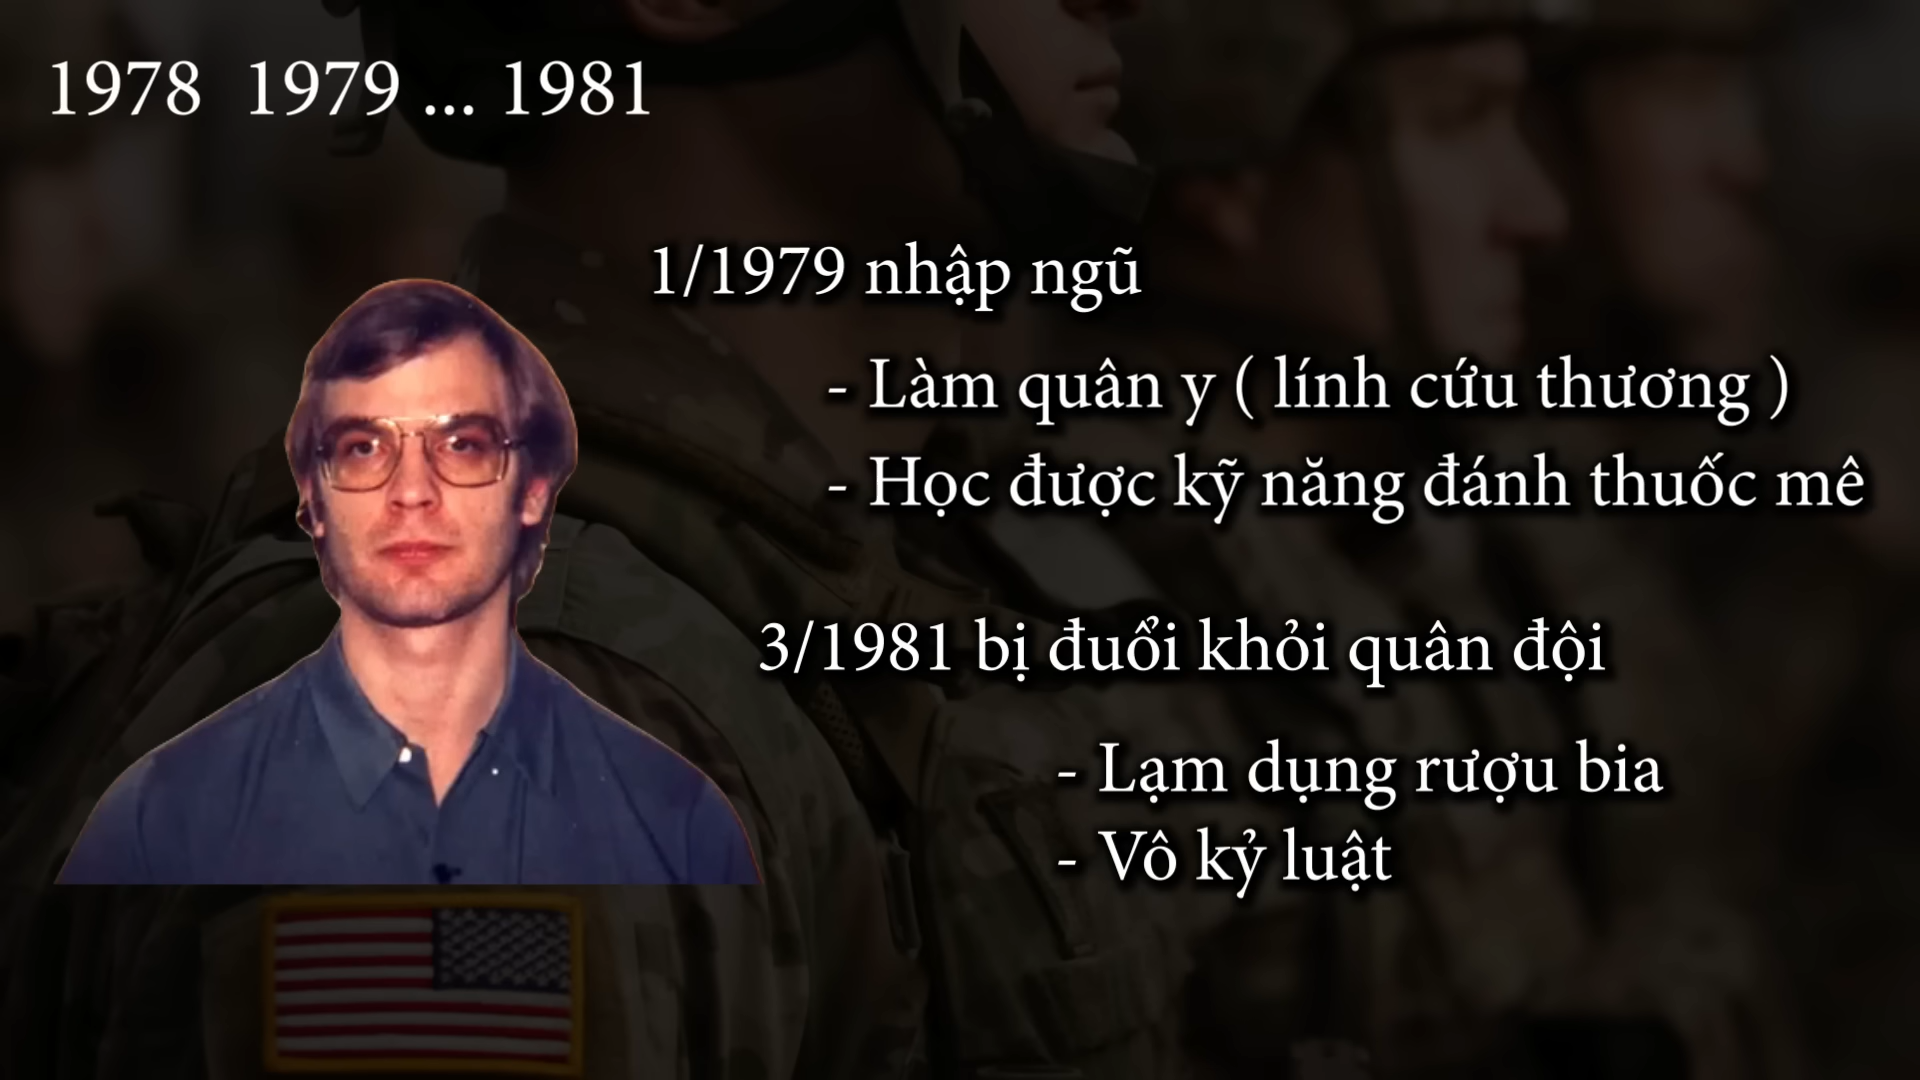 1978 1979 ... 1981
1/1979 nhập ngũ
- Làm quân y ( lính cứu thương )
- Học được kỹ năng đánh thuốc mê
3/1981 bị đuổi khỏi quân đội
- Lạm dụng rượu bia
- Vô kỷ luật